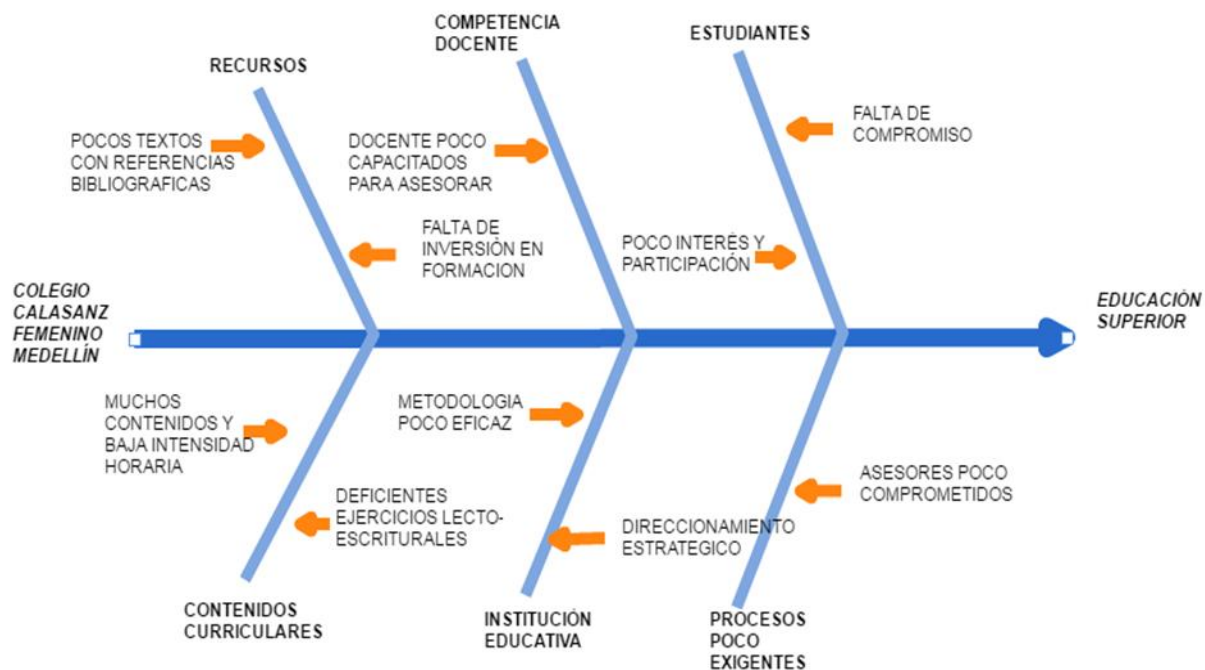 COMPETENCIA
DOCENTE
ESTUDIANTES
RECURSOS
POCOS TEXTOS
CON REFERENCIAS
BIBLIOGRAFICAS
DOCENTE POCO
CAPACITADOS
PARA ASESORAR
FALTA DE
COMPROMISO
FALTA DE
INVERSIÓN EN
FORMACION
POCO INTERÉS Y
PARTICIPACIÓN
COLEGIO
CALASANZ
FEMENINO
MEDELLÍN
EDUCACIÓN
SUPERIOR
MUCHOS
CONTENIDOS Y
BAJA INTENSIDAD
HORARIA
METODOLOGIA
POCO EFICAZ
ASESORES POCO
COMPROMETIDOS
DEFICIENTES
EJERCICIOS LECTO-
ESCRITURALES
DIRECCIONAMIENTO
ESTRATEGICO
CONTENIDOS
CURRICULARES
INSTITUCIÓN
EDUCATIVA
PROCESOS
POCO
EXIGENTES